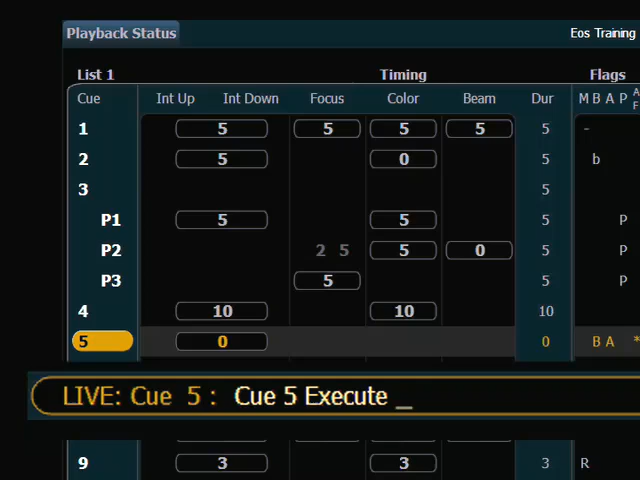 Playback Status
Eos Training
List 1 Timing Flags
Cue Int Up Int Down Focus Color Beam Dur M B A P A F
1 5 5 5 5 5 -
2 5 0 5 b
3 5
P1 5 5 5 P
P2 2 5 5 0 5 P
P3 5 5 P
4 10 10 10
5 0 0 B A *
LIVE: Cue 5 : Cue 5 Execute _
9 3 3 3 R